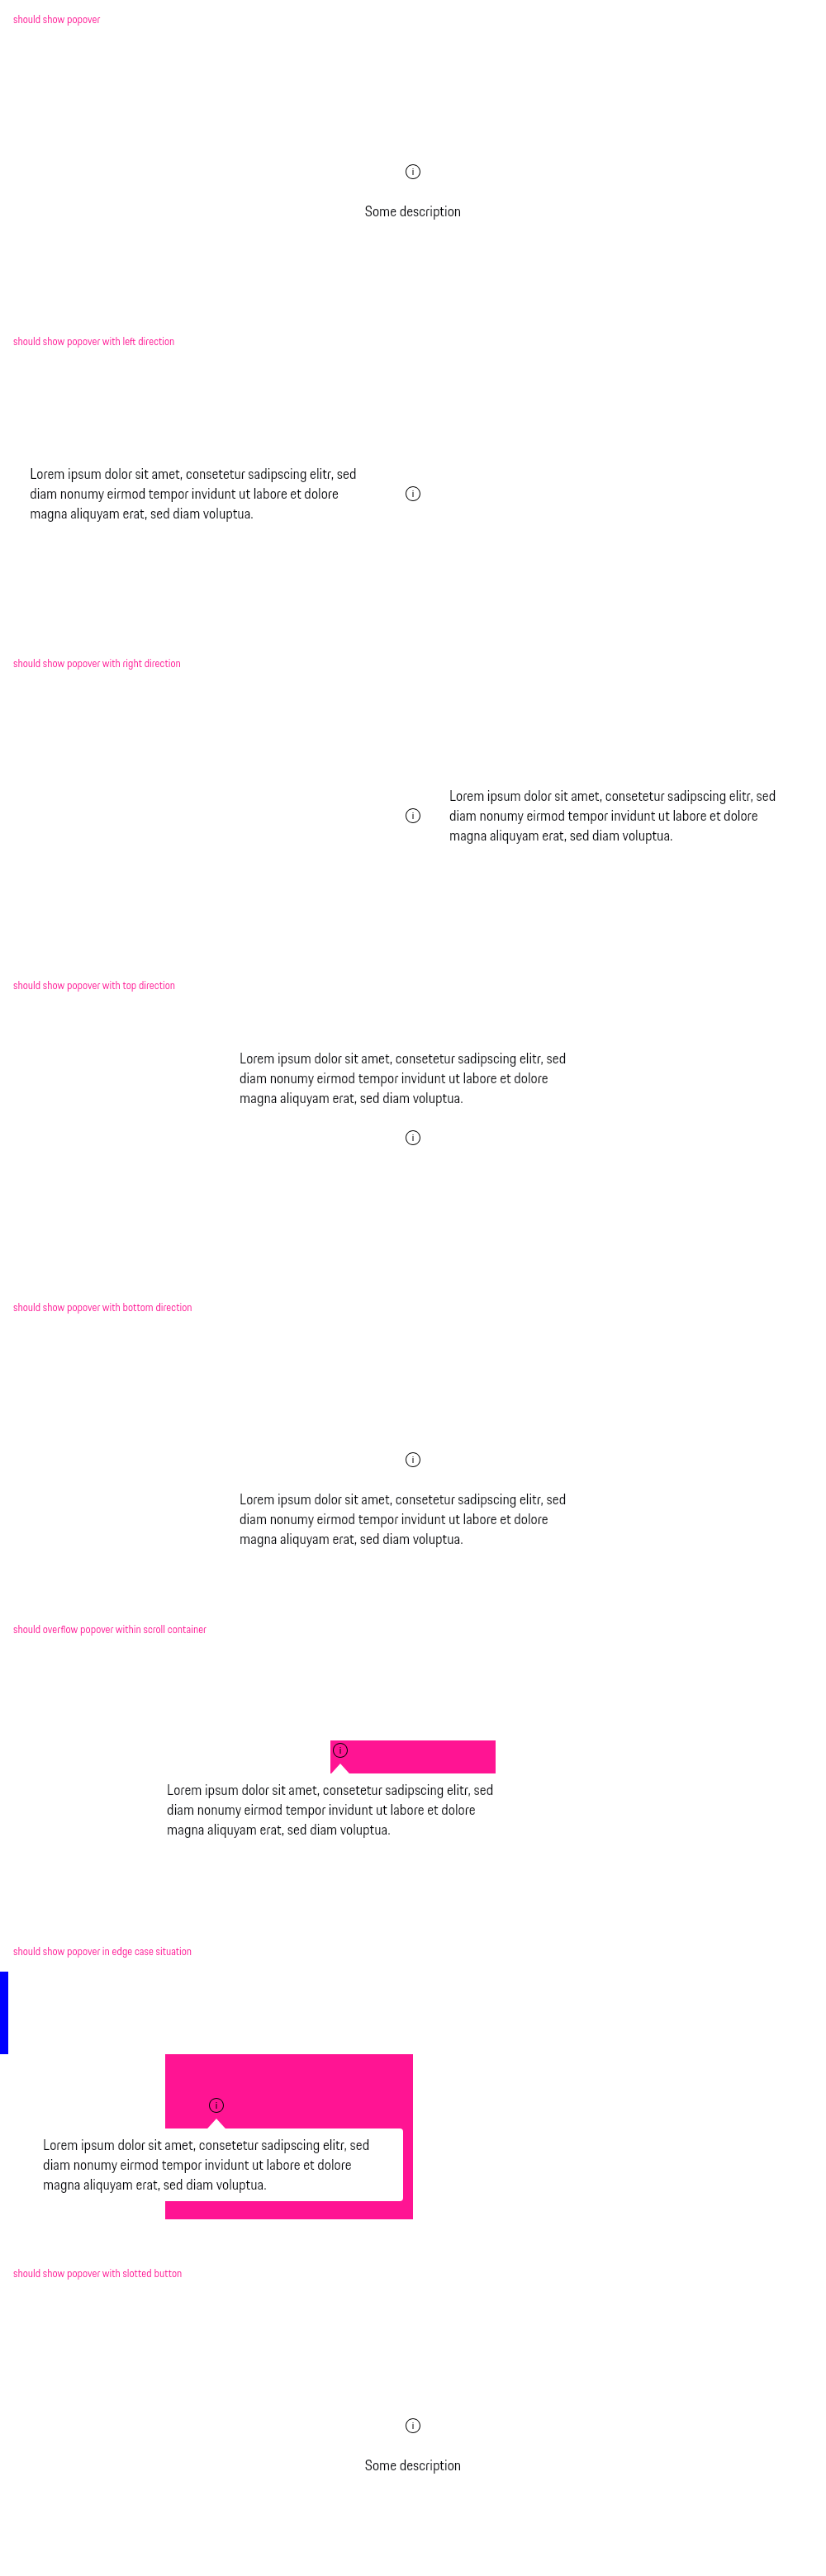 should show popover
Some description
should show popover with left direction
Lorem ipsum dolor sit amet, consetetur sadipscing elitr, sed
diam nonumy eirmod tempor invidunt ut labore et dolore
magna aliquyam erat, sed diam voluptua.
should show popover with right direction
Lorem ipsum dolor sit amet, consetetur sadipscing elitr, sed
diam nonumy eirmod tempor invidunt ut labore et dolore
magna aliquyam erat, sed diam voluptua.
should show popover with top direction
Lorem ipsum dolor sit amet, consetetur sadipscing elitr, sed
diam nonumy eirmod tempor invidunt ut labore et dolore
magna aliquyam erat, sed diam voluptua.
should show popover with bottom direction
Lorem ipsum dolor sit amet, consetetur sadipscing elitr, sed
diam nonumy eirmod tempor invidunt ut labore et dolore
magna aliquyam erat, sed diam voluptua.
should overflow popover within scroll container
Lorem ipsum dolor sit amet, consetetur sadipscing elitr, sed
diam nonumy eirmod tempor invidunt ut labore et dolore
magna aliquyam erat, sed diam voluptua.
should show popover in edge case situation
Lorem ipsum dolor sit amet, consetetur sadipscing elitr, sed
diam nonumy eirmod tempor invidunt ut labore et dolore
magna aliquyam erat, sed diam voluptua.
should show popover with slotted button
Some description